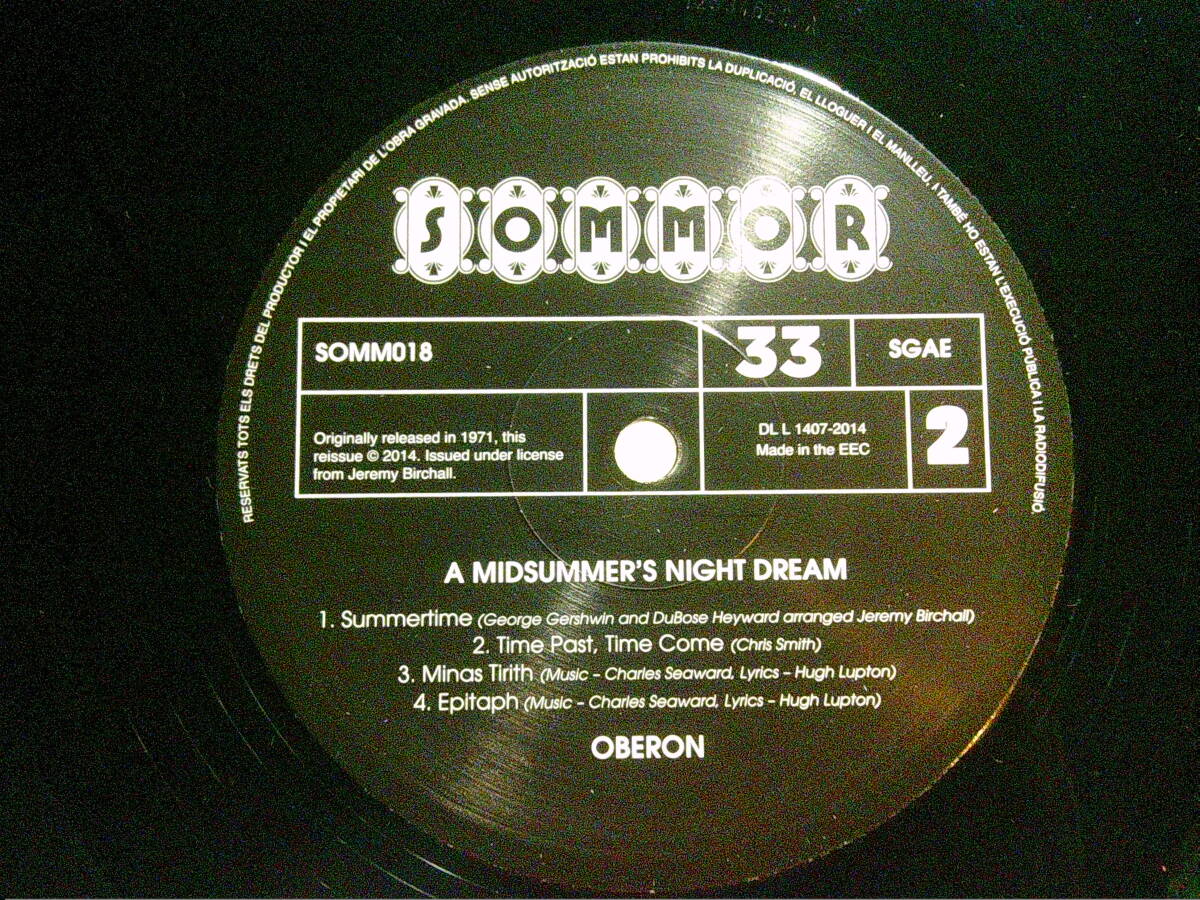 RESERVATS TOTS ELS DRETS DEL PRODUCTOR I EL PROPIETARI DE L'OBRA GRAVADA. SENSE AUTORITZACIÓ ESTAN PROHIBITS LA DUPLICACIÓ, EL LLOGUER I EL MANLLEU, I TAMBÉ HO ESTAN L'EXECUCIÓ PÚBLICA I LA RADIODIFUSIÓ.
SOMMOR
SOMM018
33
SGAE
Originally released in 1971, this
reissue © 2014. Issued under license
from Jeremy Birchall.
DL L 1407-2014
Made in the EEC
2
A MIDSUMMER'S NIGHT DREAM
1. Summertime (George Gershwin and DuBose Heyward arranged Jeremy Birchall)
2. Time Past, Time Come (Chris Smith)
3. Minas Tirith (Music - Charles Seaward, Lyrics - Hugh Lupton)
4. Epitaph (Music - Charles Seaward, Lyrics - Hugh Lupton)
OBERON